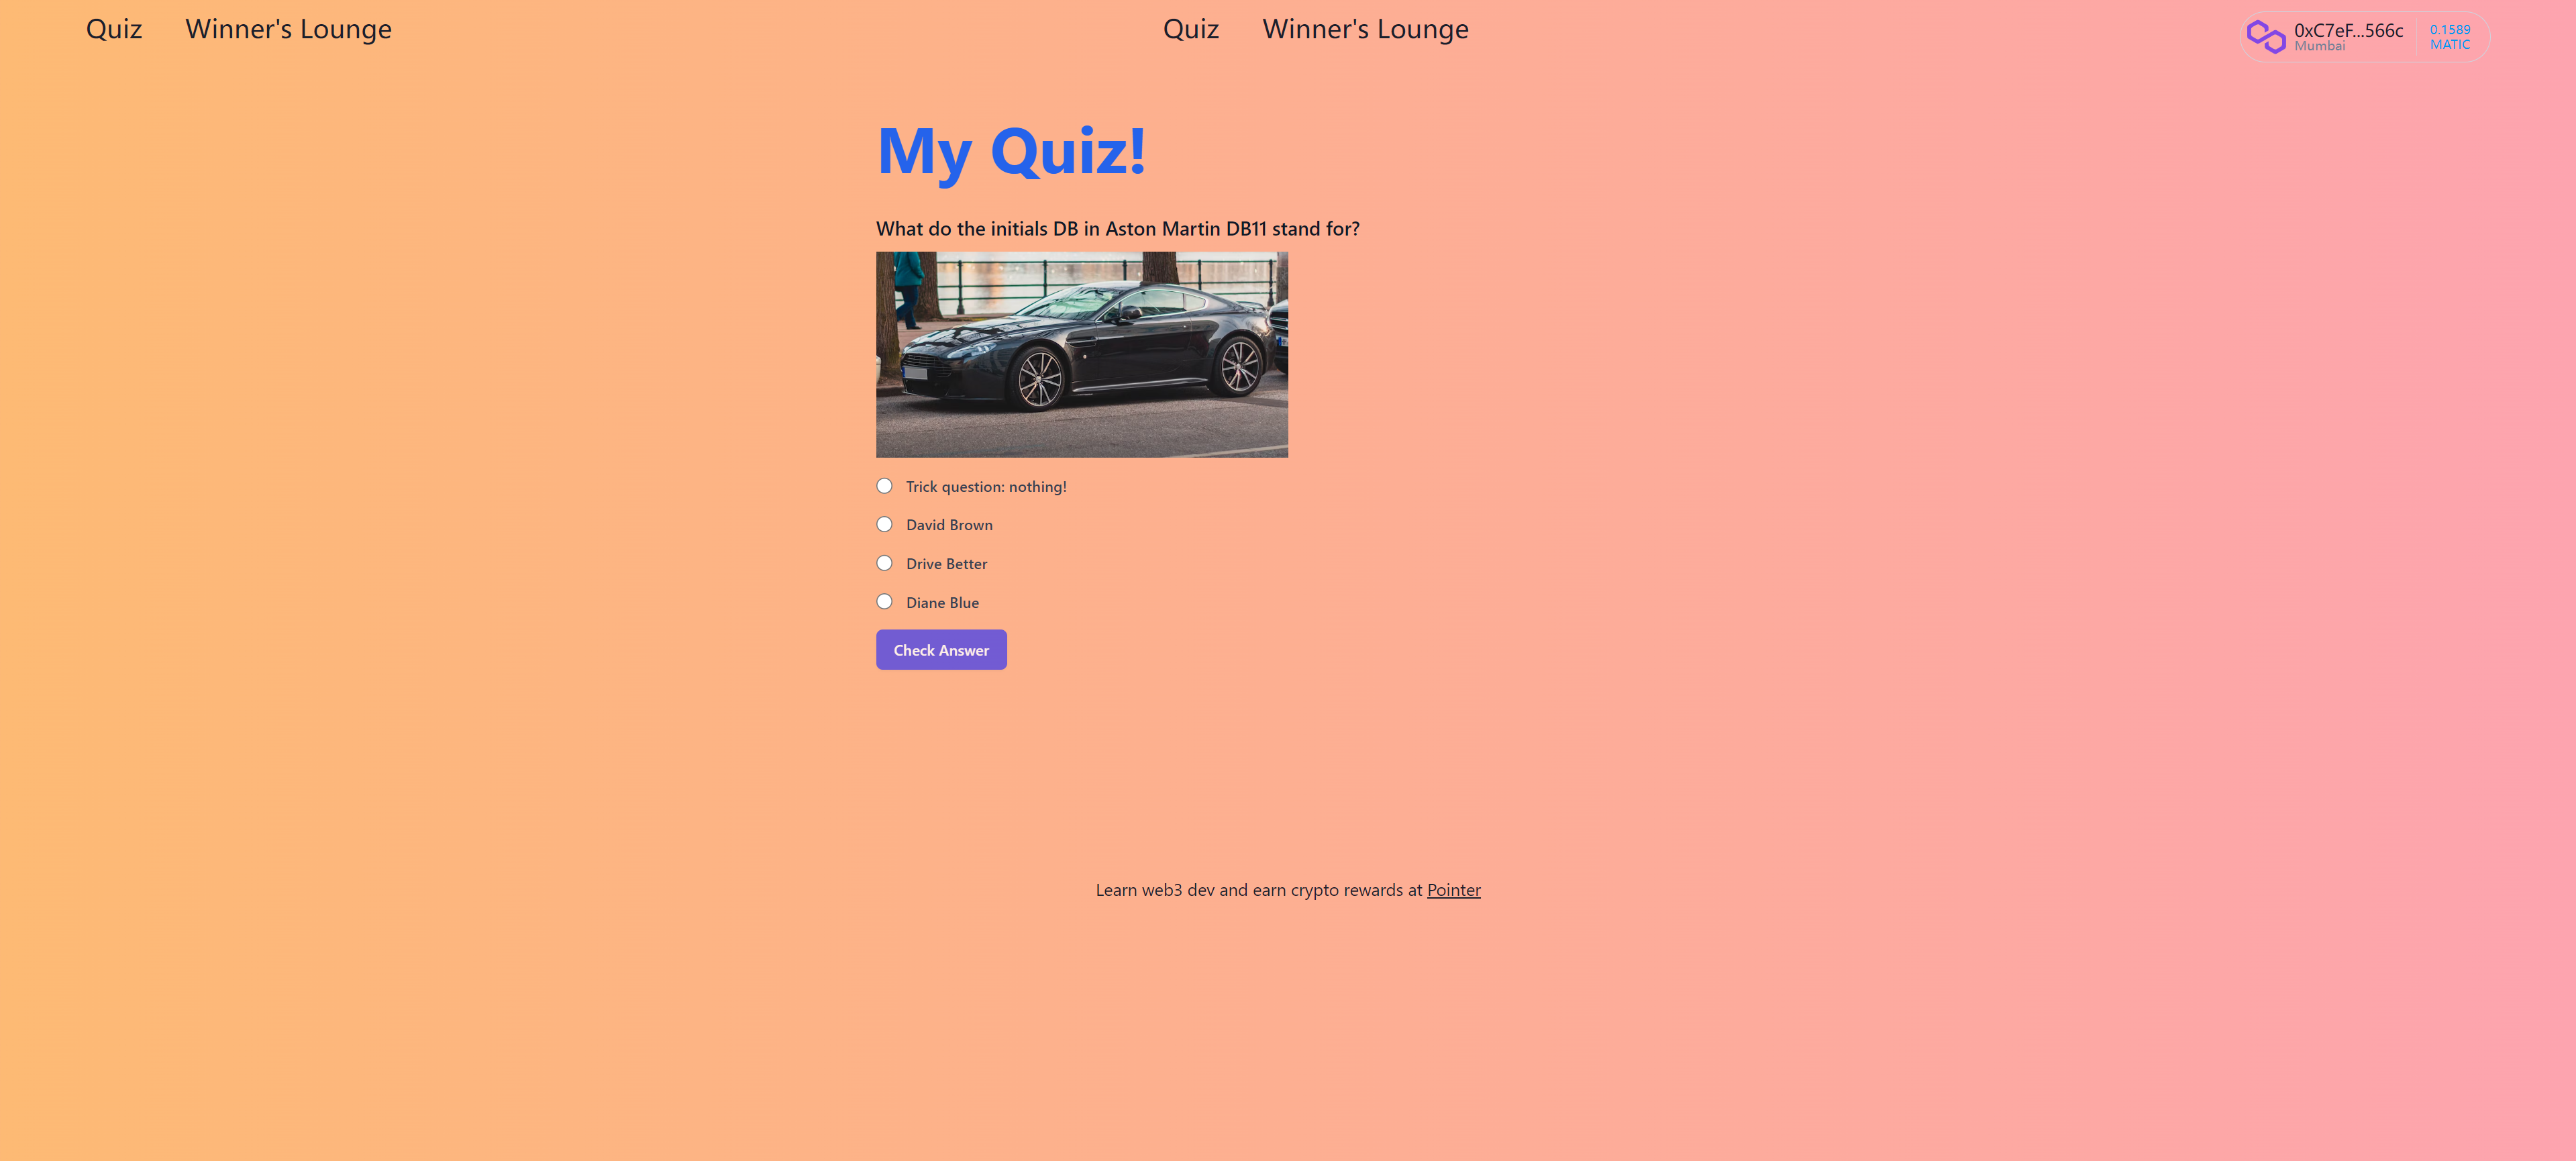 Quiz Winner's Lounge
Quiz Winner's Lounge
0xC7eF...566c
Mumbai
0.1589
MATIC
My Quiz!
What do the initials DB in Aston Martin DB11 stand for?
Trick question: nothing!
David Brown
Drive Better
Diane Blue
Check Answer
Learn web3 dev and earn crypto rewards at Pointer